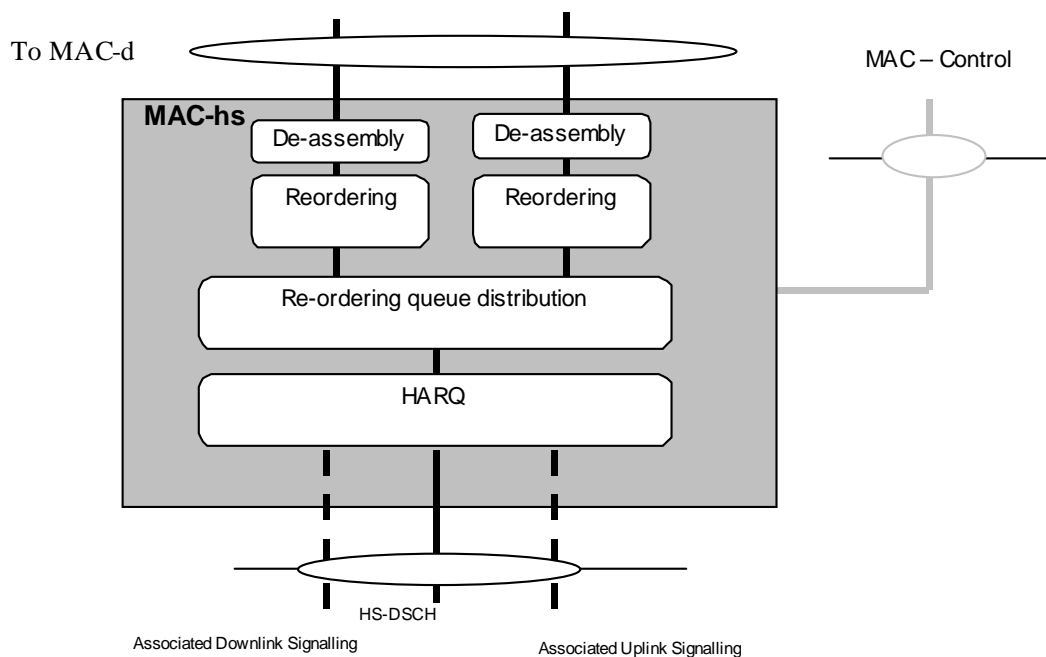 To MAC-d
MAC – Control
MAC-hs
De-assembly
De-assembly
Reordering
Reordering
Re-ordering queue distribution
HARQ
HS-DSCH
Associated Downlink Signalling
Associated Uplink Signalling